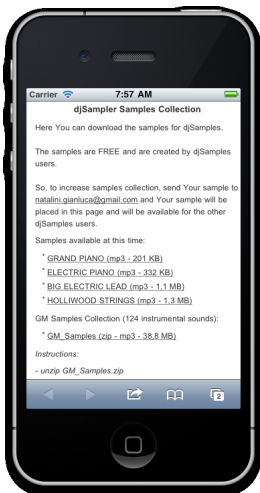 Carrier 7:57 AM
djSampler Samples Collection
Here You can download the samples for djSamples.
The samples are FREE and are created by djSamples
users.
So, to increase samples collection, send Your sample to
natalini.gianluca@gmail.com and Your sample will be
placed in this page and will be available for the other
djSamples users.
Samples available at this time:
* GRAND PIANO (mp3 - 201 KB)
* ELECTRIC PIANO (mp3 - 332 KB)
* BIG ELECTRIC LEAD (mp3 - 1,1 MB)
* HOLLIWOOD STRINGS (mp3 - 1,3 MB)
GM Samples Collection (124 instrumental sounds):
* GM_Samples (zip - mp3 - 38,8 MB)
Instructions:
- unzip GM_Samples.zip
2